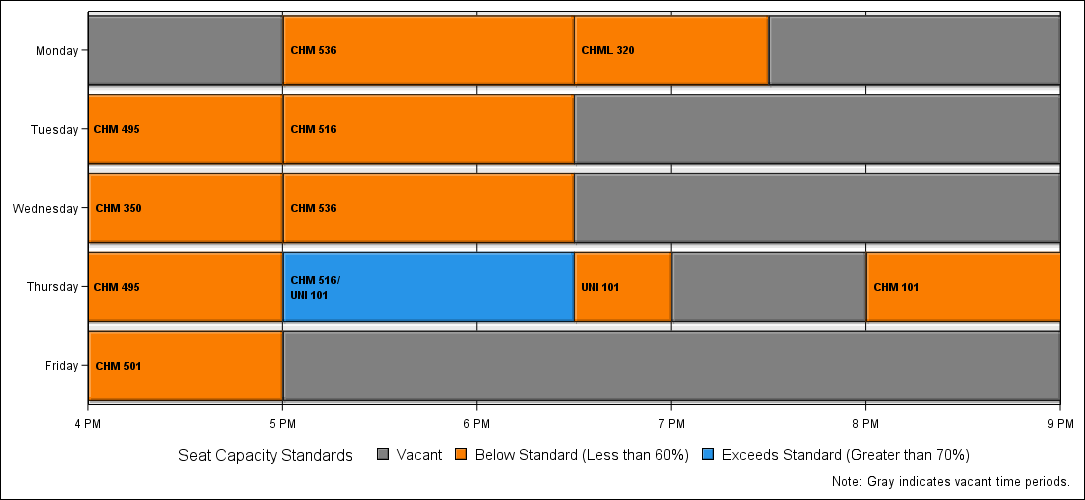 Monday
CHM 536
CHML 320
Tuesday
CHM 495
CHM 516
Wednesday
CHM 350
CHM 536
Thursday
CHM 495
CHM 516/
UNI 101
UNI 101
CHM 101
Friday
CHM 501
4 PM 5 PM 6 PM 7 PM 8 PM 9 PM
Seat Capacity Standards Vacant Below Standard (Less than 60%) Exceeds Standard (Greater than 70%)
Note: Gray indicates vacant time periods.